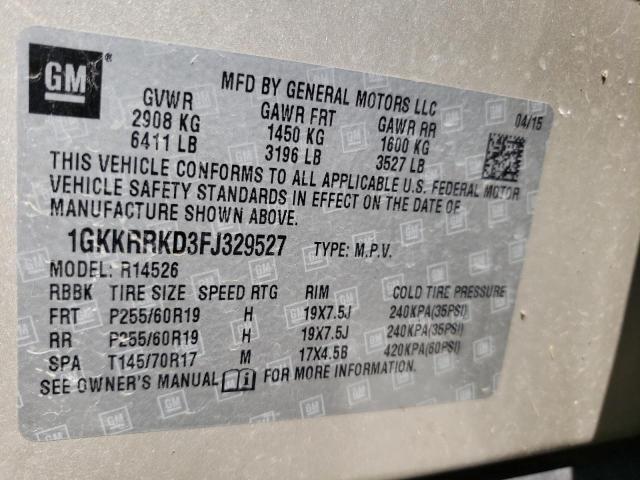 GM ®
MFD BY GENERAL MOTORS LLC
04/15
GVWR GAWR FRT GAWR RR
2908 KG 1450 KG 1600 KG
6411 LB 3196 LB 3527 LB
THIS VEHICLE CONFORMS TO ALL APPLICABLE U.S. FEDERAL MOTOR
VEHICLE SAFETY STANDARDS IN EFFECT ON THE DATE OF
MANUFACTURE SHOWN ABOVE.
1GKKRRKD3FJ329527 TYPE: M.P.V.
MODEL: R14526
RBBK TIRE SIZE SPEED RTG RIM COLD TIRE PRESSURE
FRT P255/60R19 H 19X7.5J 240KPA(35PSI)
RR P255/60R19 H 19X7.5J 240KPA(35PSI)
SPA T145/70R17 M 17X4.5B 420KPA(60PSI)
SEE OWNER'S MANUAL FOR MORE INFORMATION.